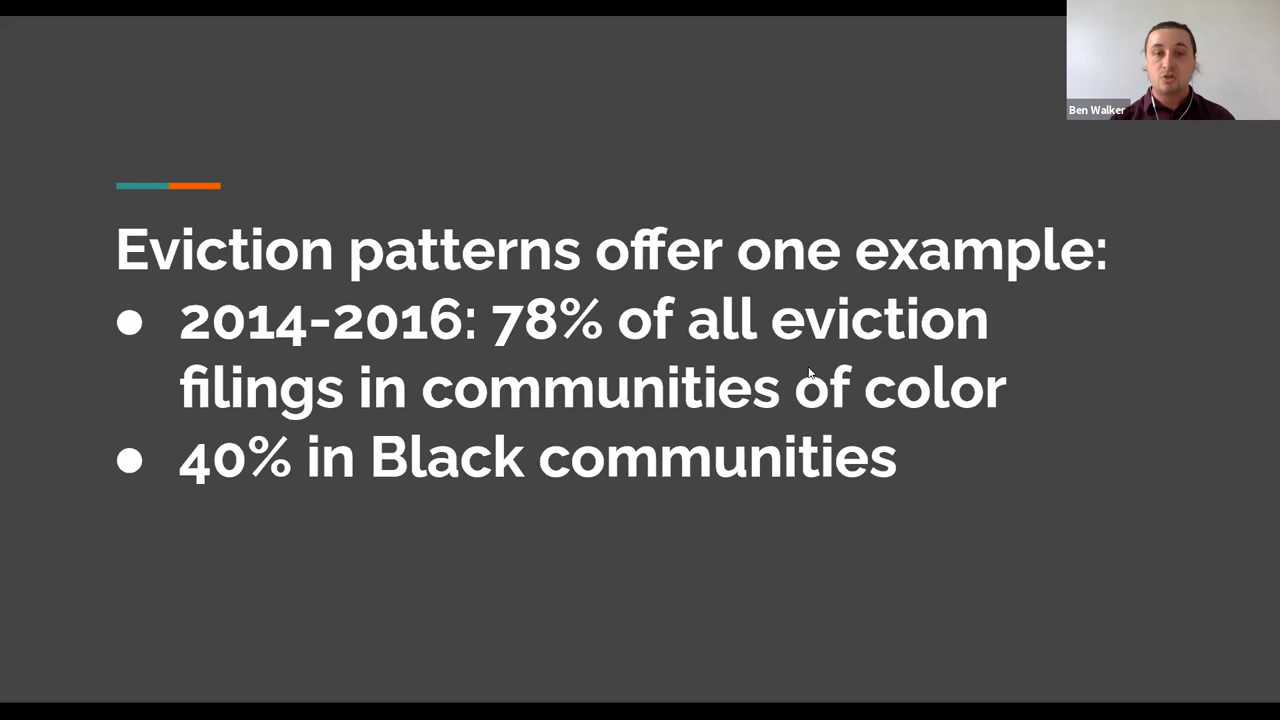 Ben Walker
Eviction patterns offer one example:
● 2014-2016: 78% of all eviction
filings in communities of color
● 40% in Black communities